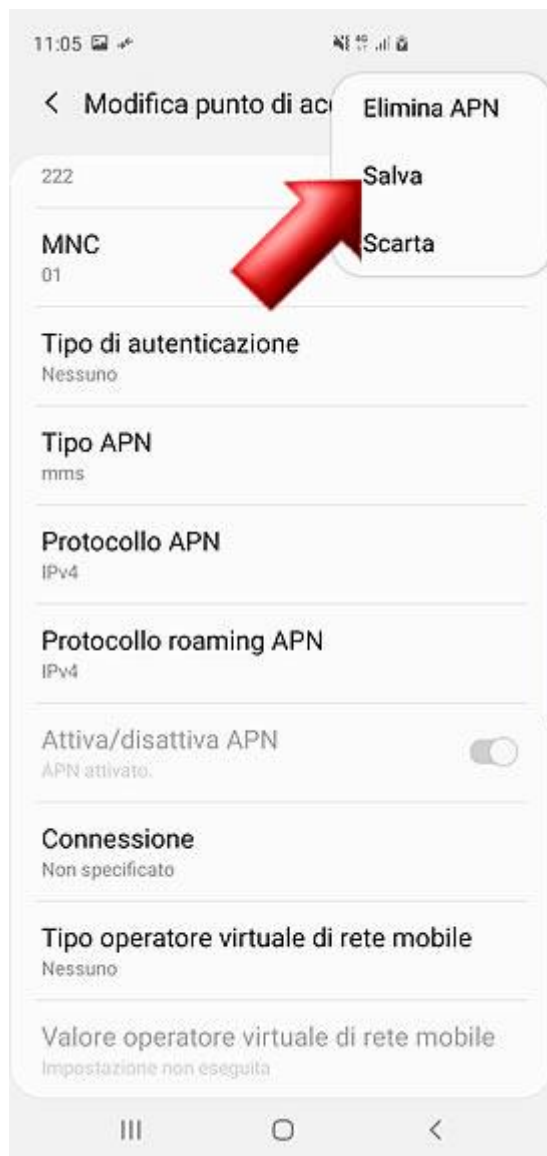 11:05
Modifica punto di acc
Elimina APN
Salva
Scarta
222
MNC
01
Tipo di autenticazione
Nessuno
Tipo APN
mms
Protocollo APN
IPv4
Protocollo roaming APN
IPv4
Attiva/disattiva APN
APN attivato.
Connessione
Non specificato
Tipo operatore virtuale di rete mobile
Nessuno
Valore operatore virtuale di rete mobile
Impostazione non eseguita